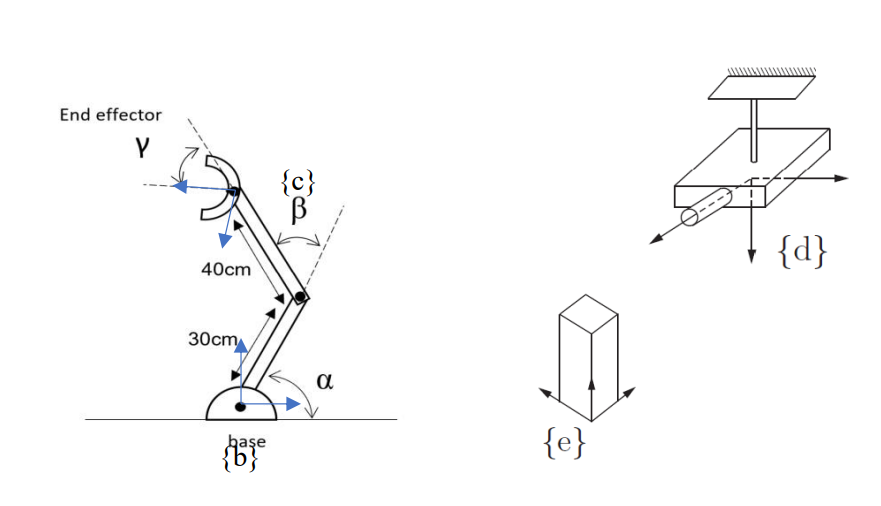 End effector
γ
{c}
β
40cm
{d}
30cm
α
{e}
base
{b}